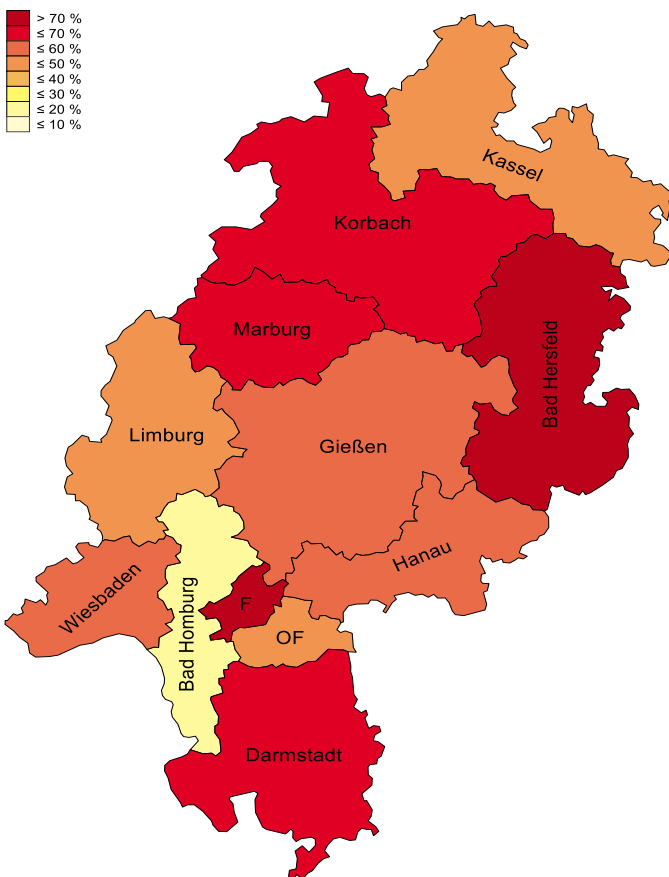 > 70 %
≤ 70 %
≤ 60 %
≤ 50 %
≤ 40 %
≤ 30 %
≤ 20 %
≤ 10 %
Kassel
Korbach
Marburg
Bad Hersfeld
Limburg
Gießen
Hanau
Wiesbaden
F
Bad Homburg
OF
Darmstadt